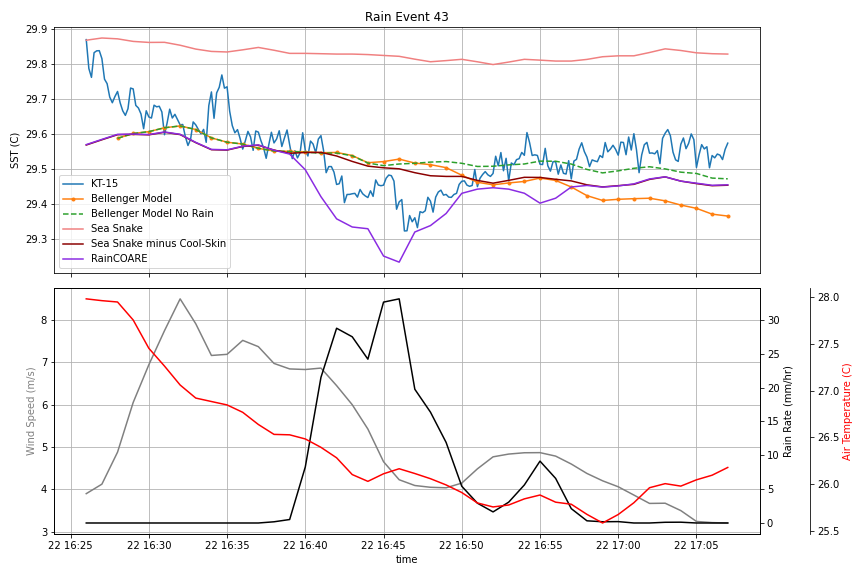 Rain Event 43
29.9
29.8
29.7
29.6
29.5
29.4
29.3
SST (C)
KT-15
Bellenger Model
Bellenger Model No Rain
Sea Snake
Sea Snake minus Cool-Skin
RainCOARE
8
7
6
5
4
3
Wind Speed (m/s)
30
25
20
15
10
5
0
Rain Rate (mm/hr)
28.0
27.5
27.0
26.5
26.0
25.5
Air Temperature (C)
22 16:25 22 16:30 22 16:35 22 16:40 22 16:45 22 16:50 22 16:55 22 17:00 22 17:05
time